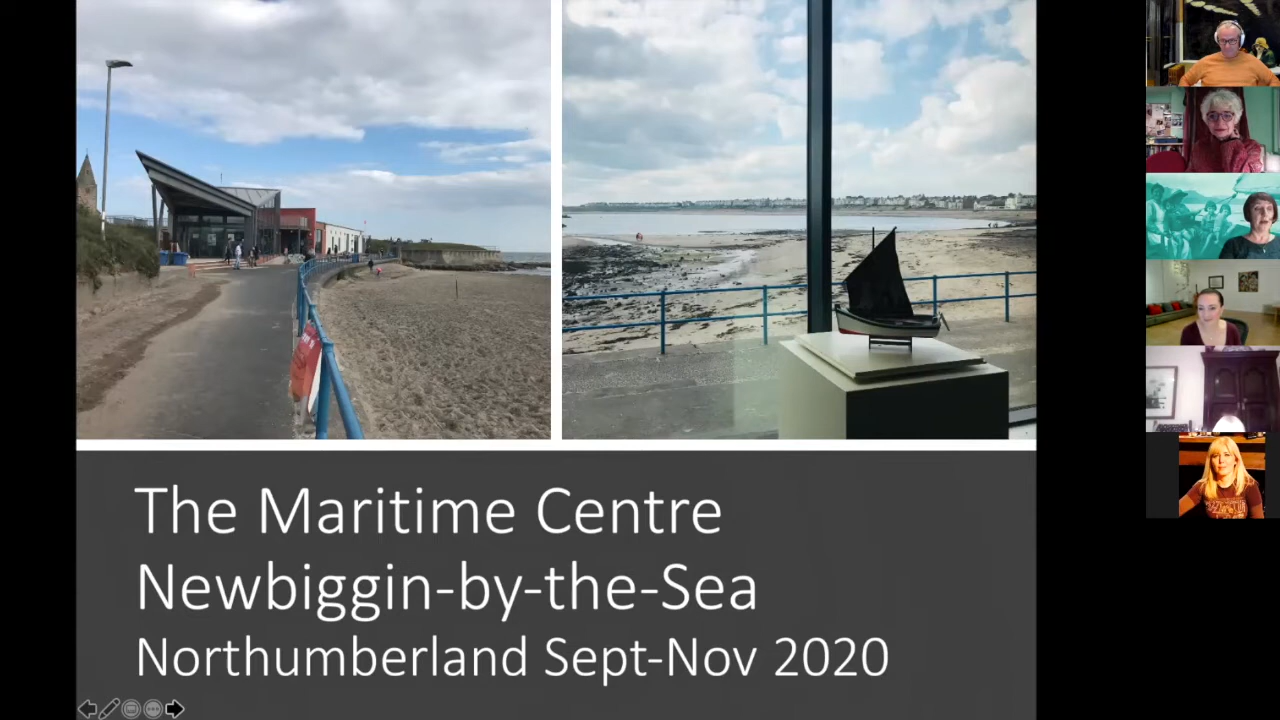 The Maritime Centre
Newbiggin-by-the-Sea
Northumberland Sept-Nov 2020